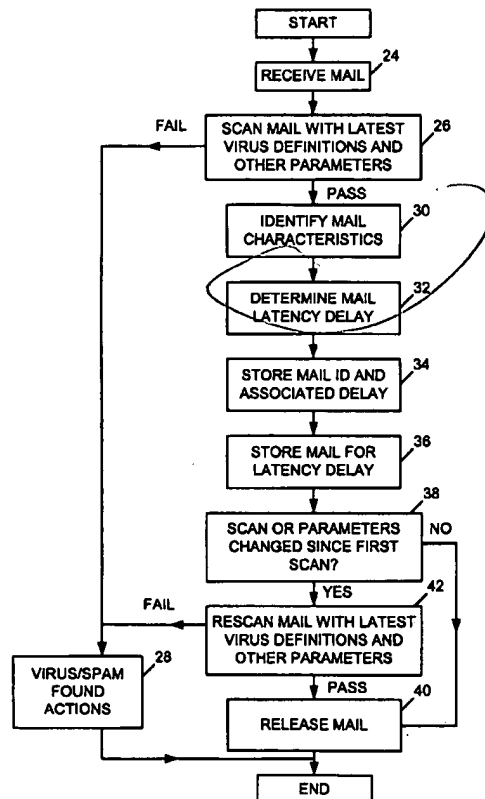 START
24
RECEIVE MAIL
FAIL
26
SCAN MAIL WITH LATEST
VIRUS DEFINITIONS AND
OTHER PARAMETERS
PASS
30
IDENTIFY MAIL
CHARACTERISTICS
32
DETERMINE MAIL
LATENCY DELAY
34
STORE MAIL ID AND
ASSOCIATED DELAY
36
STORE MAIL FOR
LATENCY DELAY
38
SCAN OR PARAMETERS
CHANGED SINCE FIRST
SCAN?
NO
YES
42
FAIL
RESCAN MAIL WITH LATEST
VIRUS DEFINITIONS AND
OTHER PARAMETERS
28
VIRUS/SPAM
FOUND
ACTIONS
PASS
40
RELEASE MAIL
END